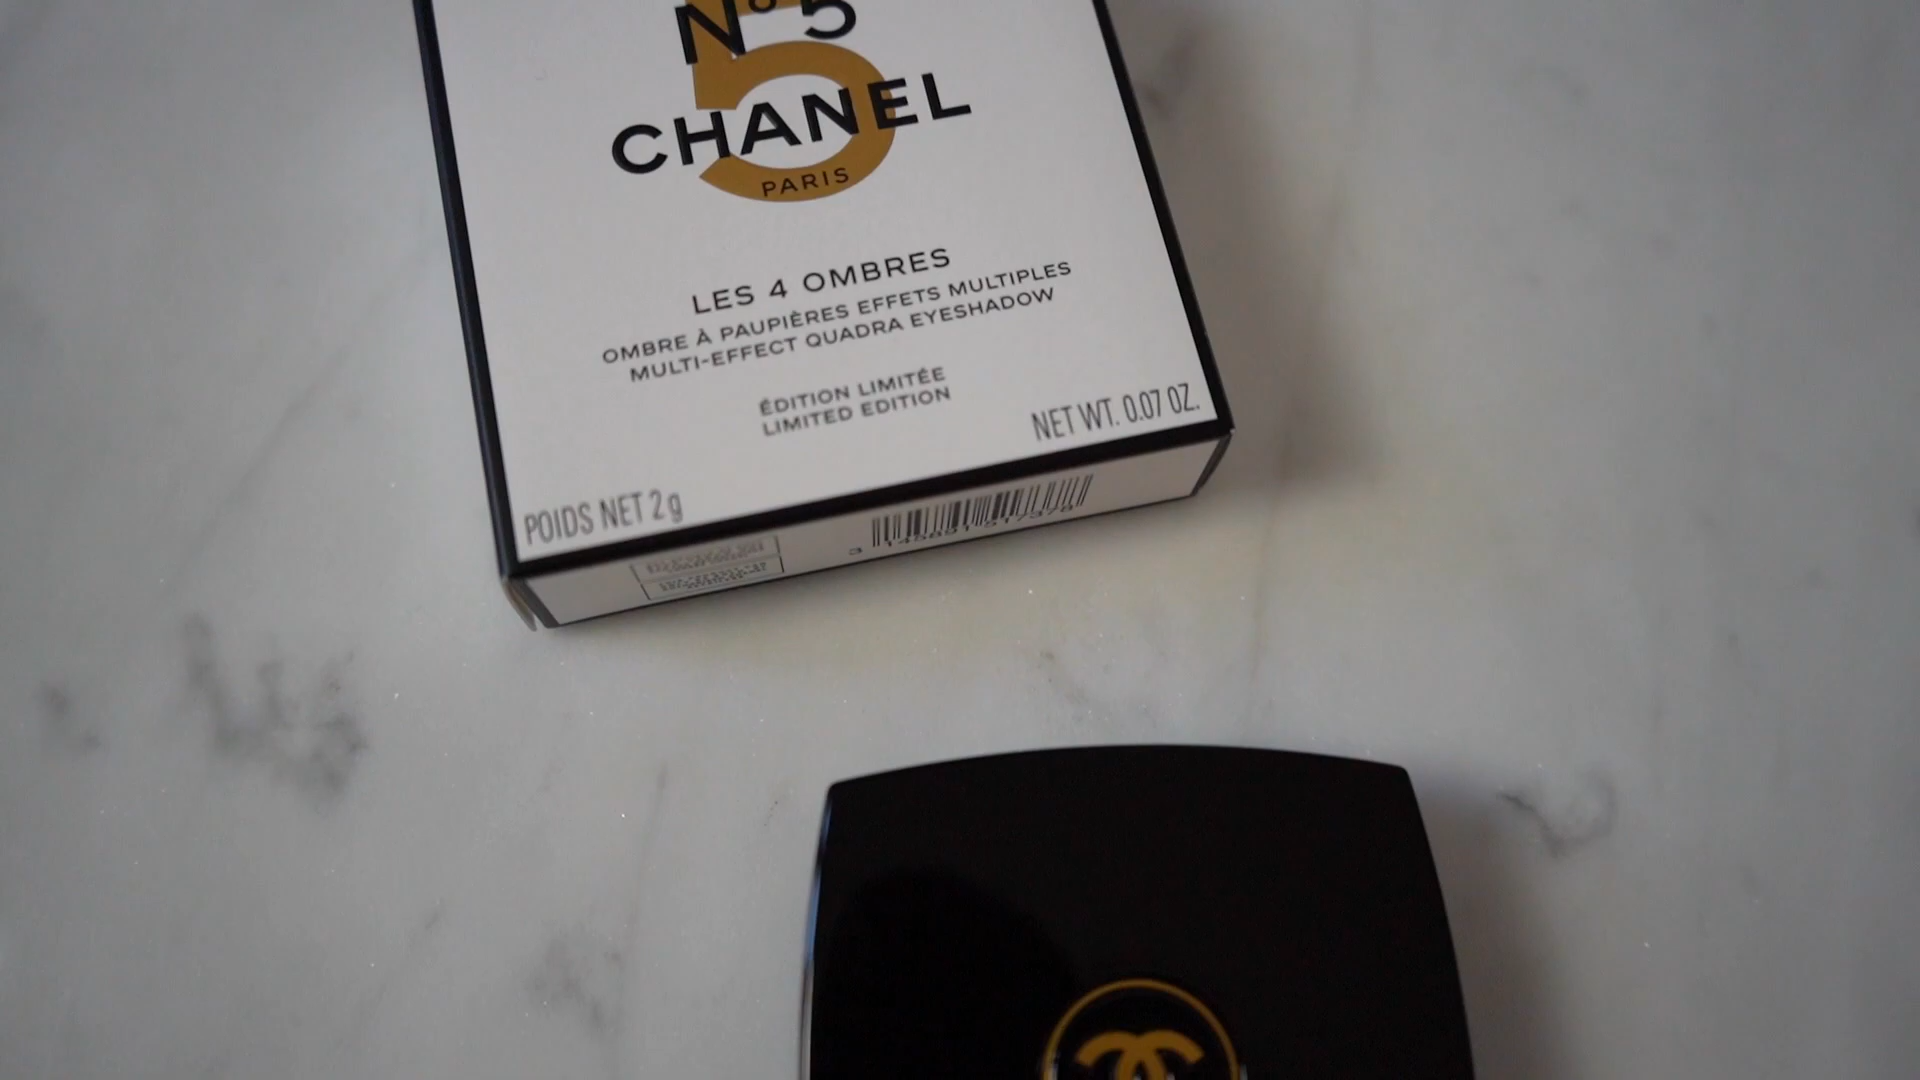 N° 5
CHANEL
PARIS
LES 4 OMBRES
OMBRE À PAUPIÈRES EFFETS MULTIPLES
MULTI-EFFECT QUADRA EYESHADOW
ÉDITION LIMITÉE
LIMITED EDITION
POIDS NET 2g
NET WT. 0.07 OZ.